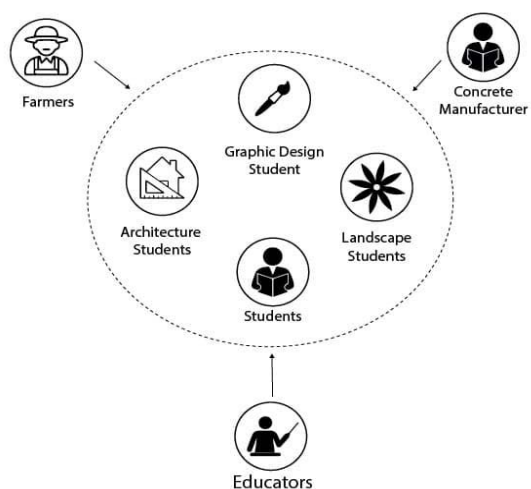 Farmers
Concrete
Manufacturer
Graphic Design
Student
Architecture
Students
Landscape
Students
Students
Educators